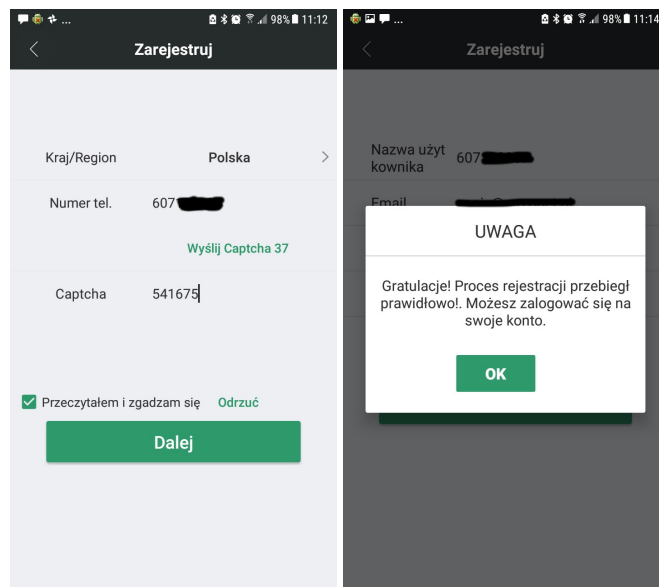 ... 98% 11:12
Zarejestruj
Kraj/Region Polska
Numer tel. 607
Wyślij Captcha 37
Captcha 541675
Przeczytałem i zgadzam się Odrzuć
Dalej
... 98% 11:14
Zarejestruj
Nazwa użyt
kownika 607
Email
UWAGA
Gratulacje! Proces rejestracji przebiegł
prawidłowo!. Możesz zalogować się na
swoje konto.
OK